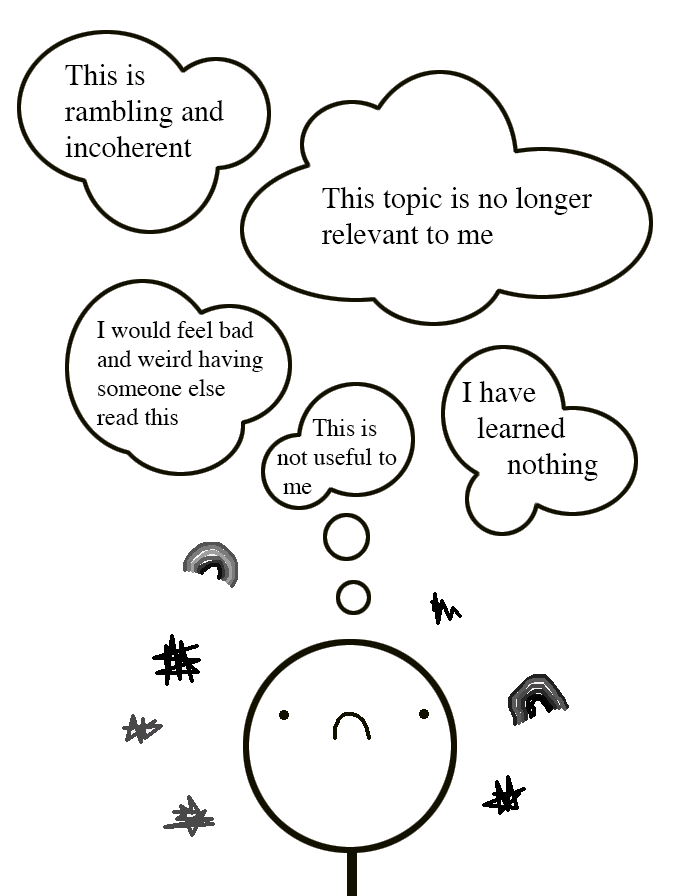 This is
rambling and
incoherent
This topic is no longer
relevant to me
I would feel bad
and weird having
someone else
read this
This is
not useful to
me
I have
learned
nothing